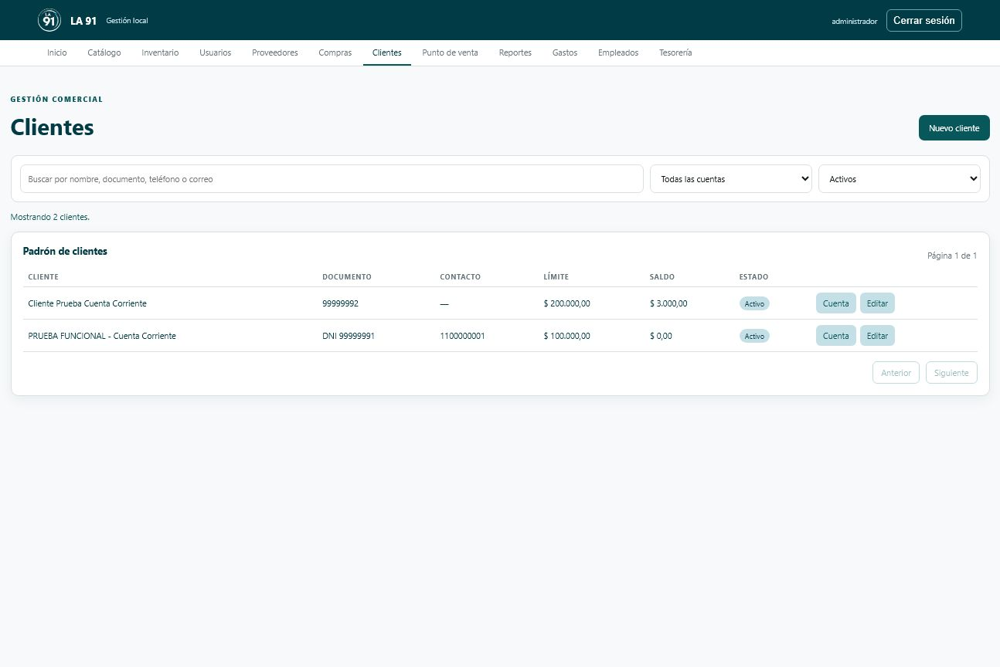 LA 91 LA 91 Gestión local administrador Cerrar sesión
Inicio Catálogo Inventario Usuarios Proveedores Compras Clientes Punto de venta Reportes Gastos Empleados Tesorería
GESTIÓN COMERCIAL
Clientes Nuevo cliente
Buscar por nombre, documento, teléfono o correo Todas las cuentas Activos
Mostrando 2 clientes.
Padrón de clientes Página 1 de 1
CLIENTE DOCUMENTO CONTACTO LÍMITE SALDO ESTADO
Cliente Prueba Cuenta Corriente 99999992 — $ 200.000,00 $ 3.000,00 Activo Cuenta Editar
PRUEBA FUNCIONAL - Cuenta Corriente DNI 99999991 1100000001 $ 100.000,00 $ 0,00 Activo Cuenta Editar
Anterior Siguiente